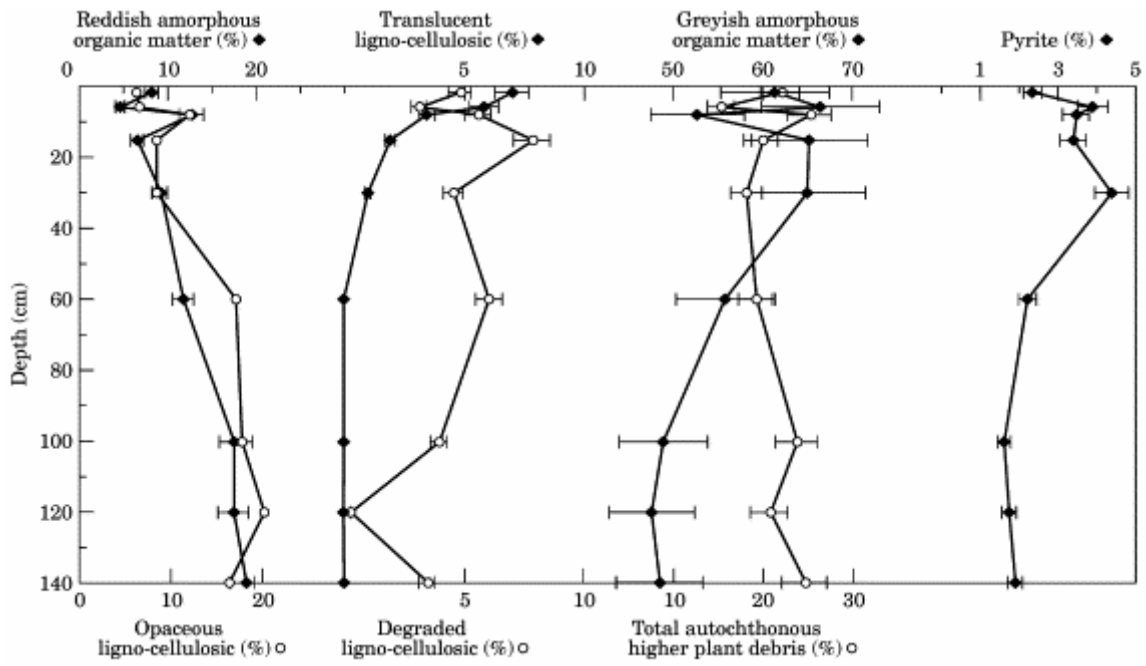 Reddish amorphous
organic matter (%) ◆
Translucent
ligno-cellulosic (%) ◆
Greyish amorphous
organic matter (%) ◆
Pyrite (%) ◆
0 10 20 5 10 50 60 70 1 3 5
Depth (cm)
20
40
60
80
100
120
140
0 10 20 5 10 10 20 30
Opaceous
ligno-cellulosic (%) ○
Degraded
ligno-cellulosic (%) ○
Total autochthonous
higher plant debris (%) ○